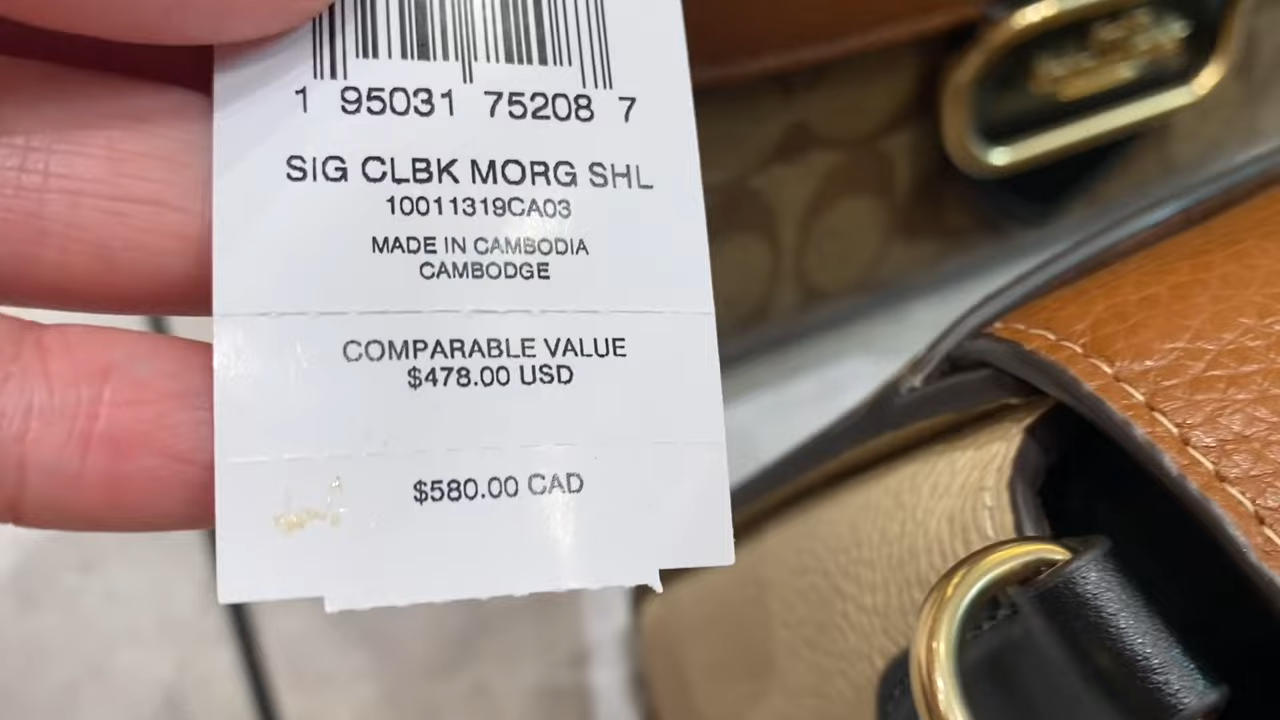 1 95031 75208 7
SIG CLBK MORG SHL
10011319CA03
MADE IN CAMBODIA
CAMBODGE
COMPARABLE VALUE
$478.00 USD
$580.00 CAD